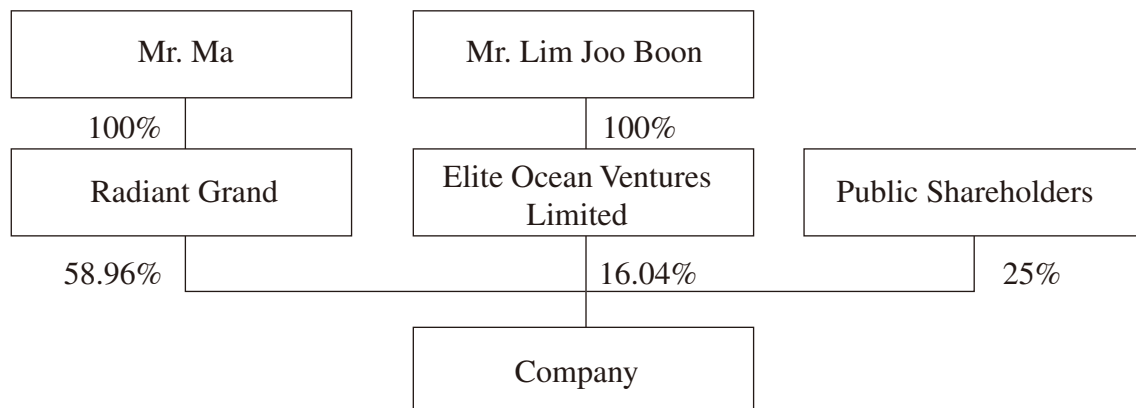 Mr. Ma
Mr. Lim Joo Boon
100%
100%
Radiant Grand
Elite Ocean Ventures
Limited
Public Shareholders
58.96%
16.04%
25%
Company